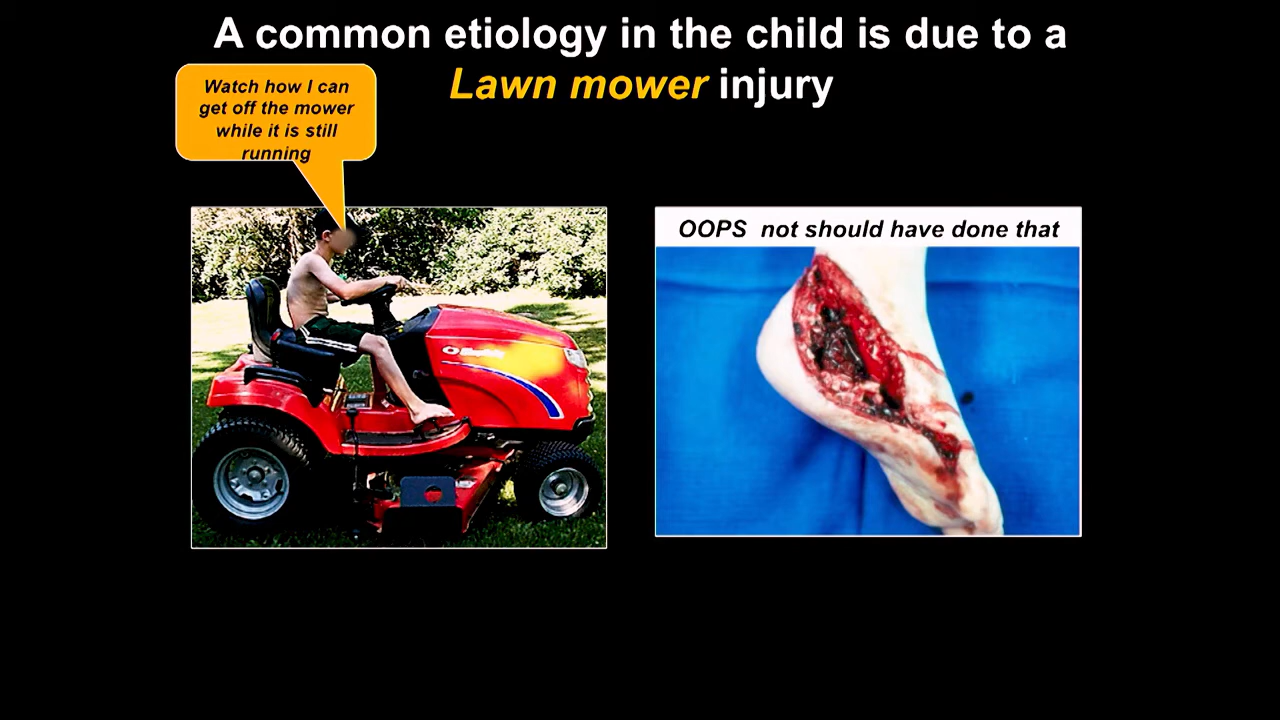 A common etiology in the child is due to a
Lawn mower injury
Watch how I can
get off the mower
while it is still
running
OOPS not should have done that